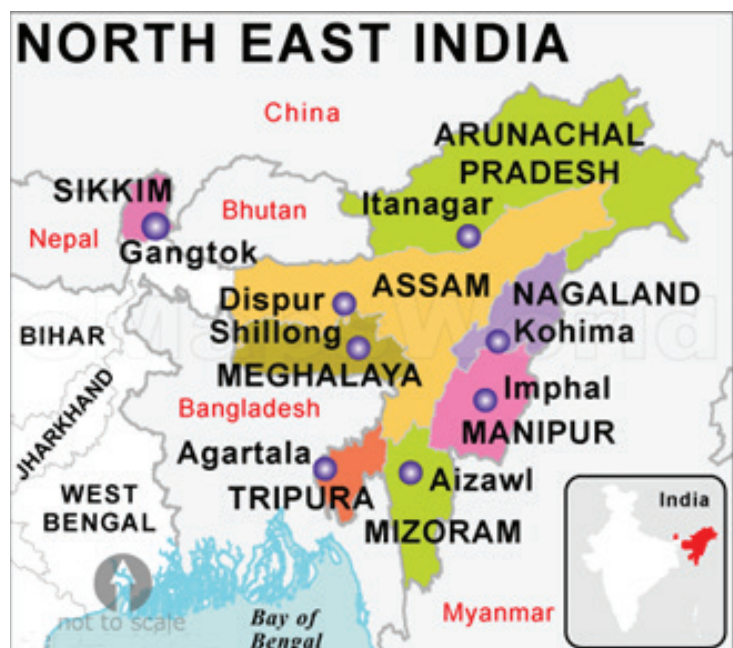 NORTH EAST INDIA
China
ARUNACHAL
PRADESH
SIKKIM
Itanagar
Bhutan
Nepal
Gangtok
ASSAM
NAGALAND
Dispur
Shillong
Kohima
BIHAR
MEGHALAYA
Imphal
JHARKHAND
Bangladesh
MANIPUR
Agartala
Aizawl
WEST
BENGAL
TRIPURA
India
MIZORAM
Myanmar
not to scale
Bay of
Bengal